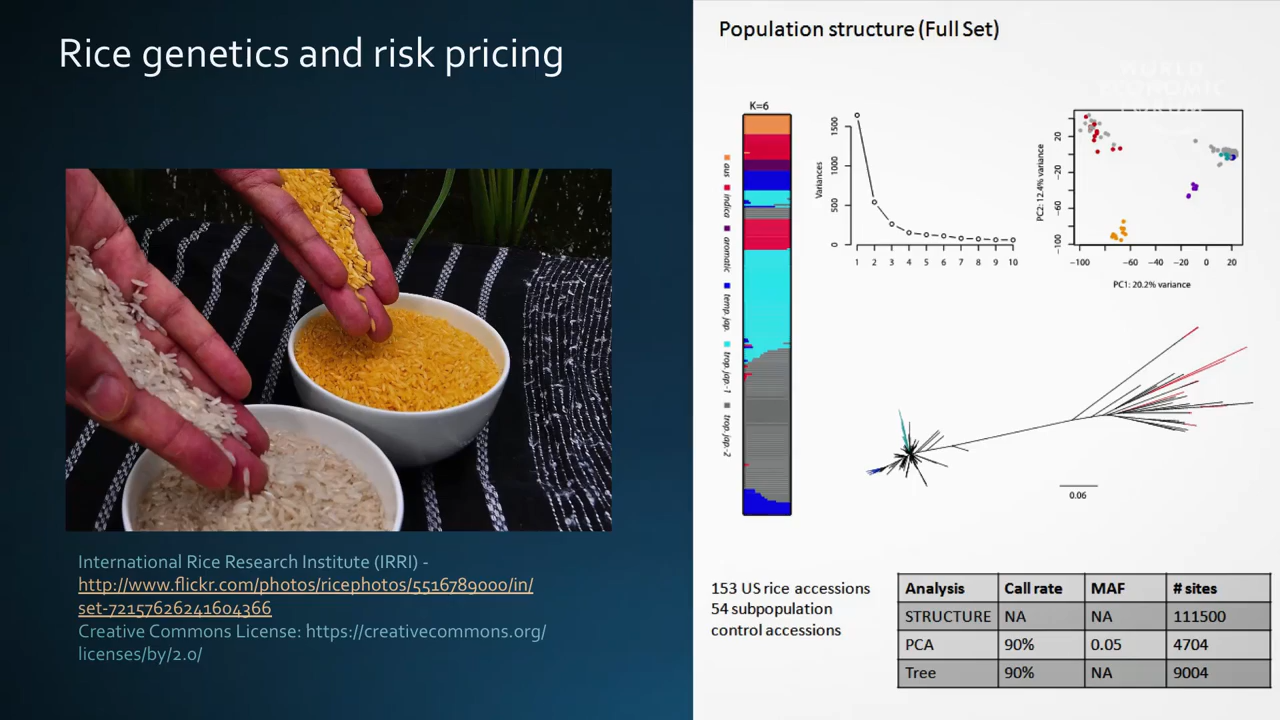 Rice genetics and risk pricing
International Rice Research Institute (IRRI) -
http://www.flickr.com/photos/ricephotos/5516789000/in/
set-72157626241604366
Creative Commons License: https://creativecommons.org/
licenses/by/2.0/
Population structure (Full Set)
WORLD
ECONOMIC
FORUM
K=6
aus
indica
aromatic
temp. jap.
trop. jap.-1
trop. jap.-2
Variances
0
500
1000
1500
1 2 3 4 5 6 7 8 9 10
PC2: 12.4% variance
20
−20
−60
−100
−100 −60 −40 −20 0 20
PC1: 20.2% variance
0.06
153 US rice accessions
54 subpopulation
control accessions
Analysis Call rate MAF # sites
STRUCTURE NA NA 111500
PCA 90% 0.05 4704
Tree 90% NA 9004